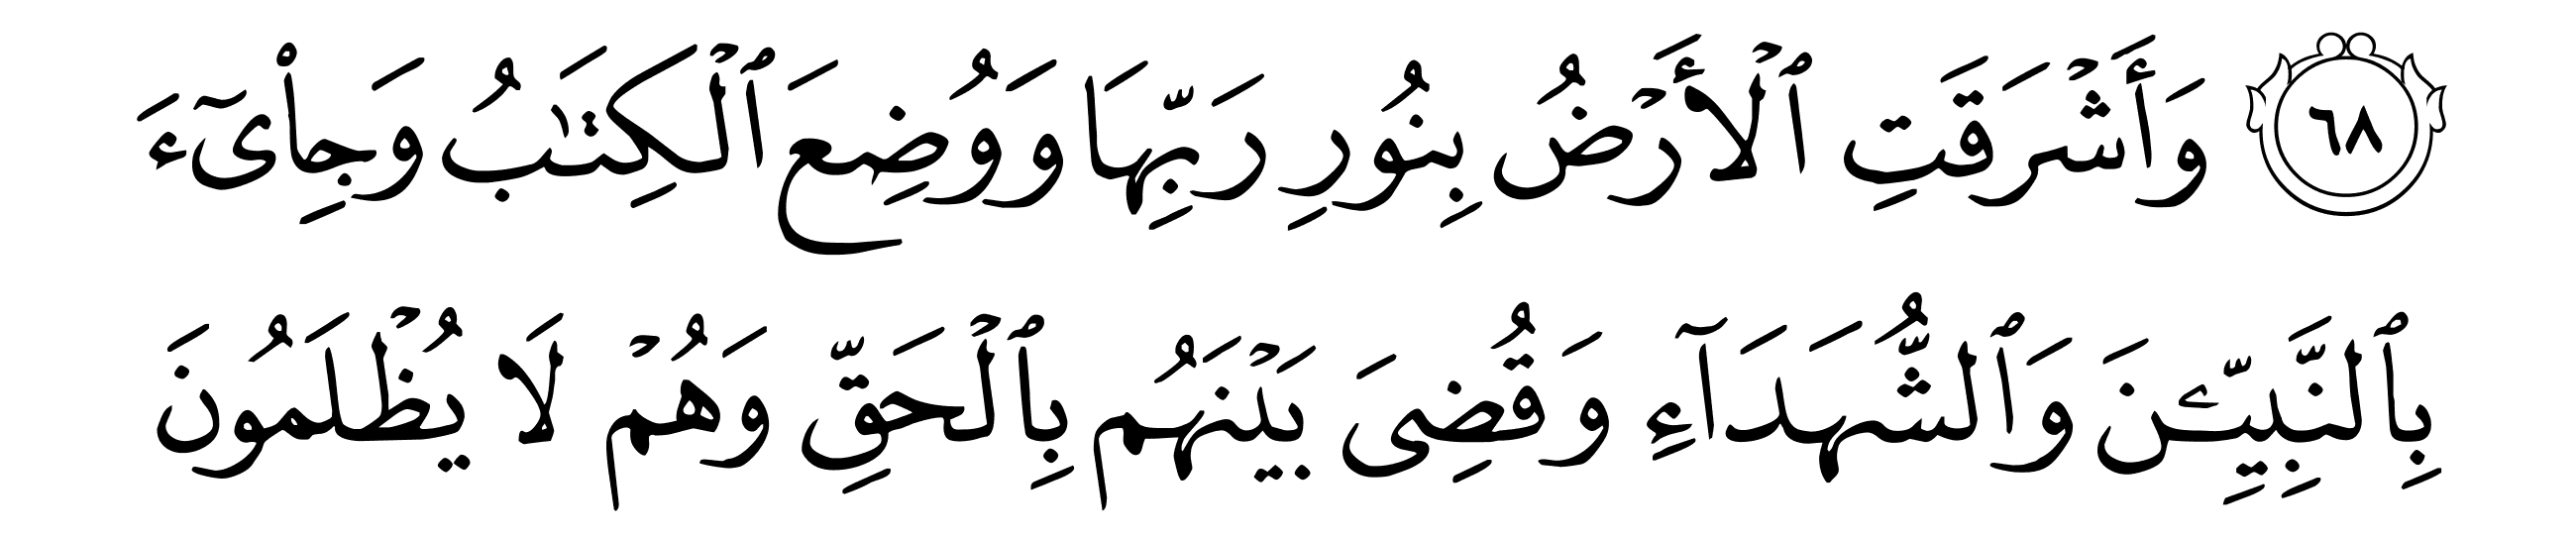 ٦٨ وَأَشْرَقَتِ ٱلْأَرْضُ بِنُورِ رَبِّهَا وَوُضِعَ ٱلْكِتَـٰبُ وَجِا۟ىٓءَ
بِٱلنَّبِيِّـۧنَ وَٱلشُّهَدَآءِ وَقُضِىَ بَيْنَهُم بِٱلْحَقِّ وَهُمْ لَا يُظْلَمُونَ